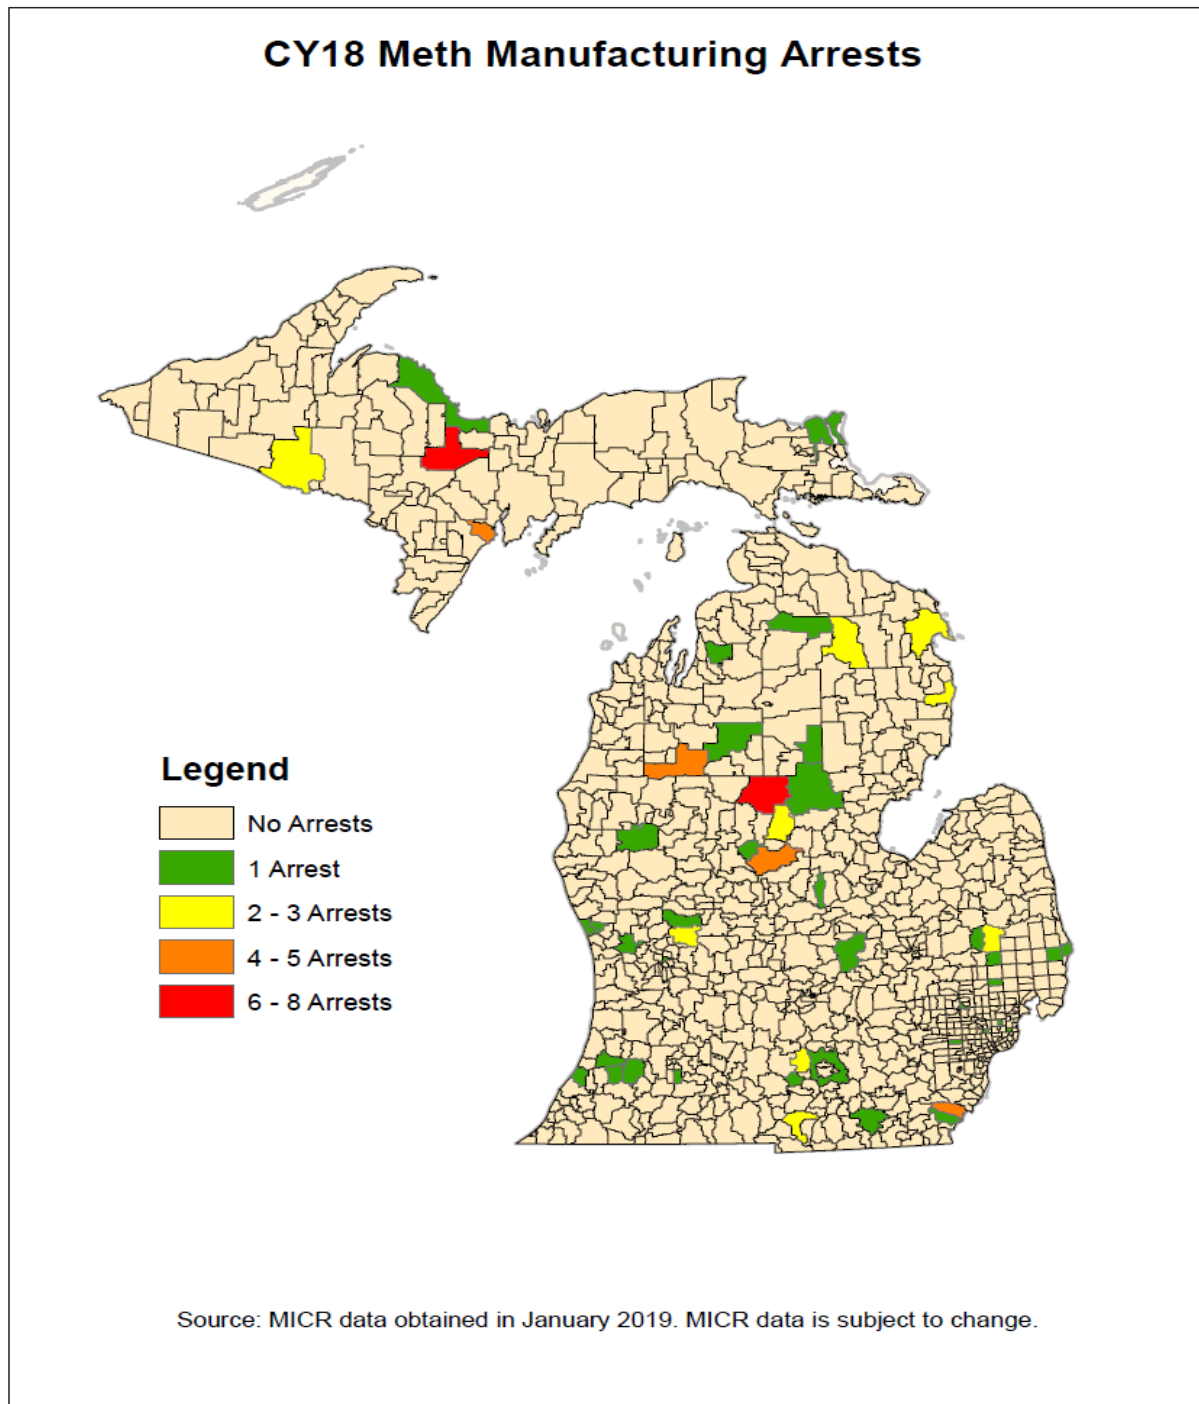 CY18 Meth Manufacturing Arrests
Legend
No Arrests
1 Arrest
2 - 3 Arrests
4 - 5 Arrests
6 - 8 Arrests
Source: MICR data obtained in January 2019. MICR data is subject to change.